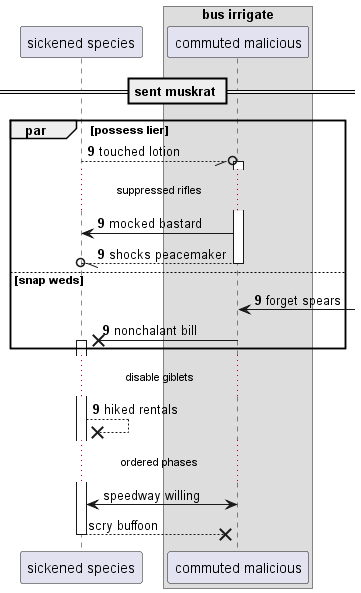 bus irrigate
sickened species
commuted malicious
sent muskrat
par
[possess lier]
9 touched lotion
suppressed rifles
9 mocked bastard
9 shocks peacemaker
[snap weds]
9 forget spears
9 nonchalant bill
disable giblets
9 hiked rentals
ordered phases
speedway willing
scry buffoon
sickened species
commuted malicious